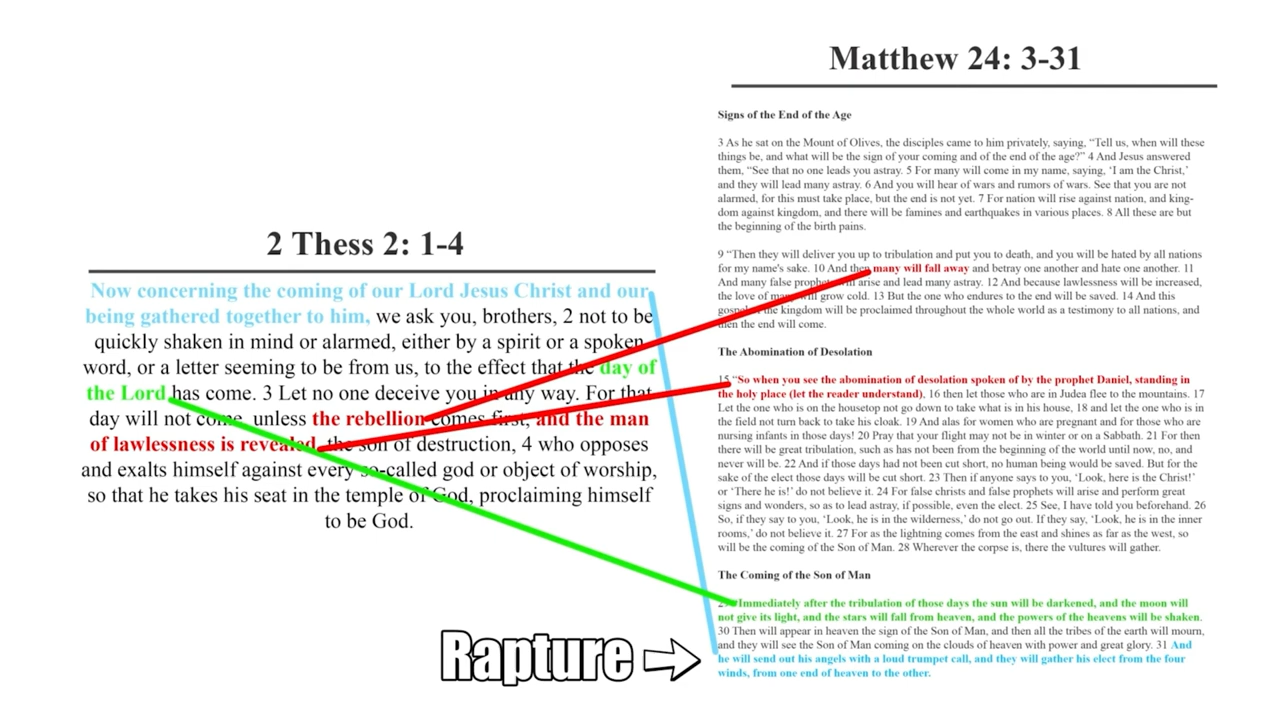 2 Thess 2: 1-4
Now concerning the coming of our Lord Jesus Christ and our
being gathered together to him, we ask you, brothers, 2 not to be
quickly shaken in mind or alarmed, either by a spirit or a spoken
word, or a letter seeming to be from us, to the effect that the day of
the Lord has come. 3 Let no one deceive you in any way. For that
day will not come, unless the rebellion comes first, and the man
of lawlessness is revealed, the son of destruction, 4 who opposes
and exalts himself against every so-called god or object of worship,
so that he takes his seat in the temple of God, proclaiming himself
to be God.
Rapture
Matthew 24: 3-31
Signs of the End of the Age
3 As he sat on the Mount of Olives, the disciples came to him privately, saying, “Tell us, when will these
things be, and what will be the sign of your coming and of the end of the age?” 4 And Jesus answered
them, “See that no one leads you astray. 5 For many will come in my name, saying, ‘I am the Christ,’
and they will lead many astray. 6 And you will hear of wars and rumors of wars. See that you are not
alarmed, for this must take place, but the end is not yet. 7 For nation will rise against nation, and king-
dom against kingdom, and there will be famines and earthquakes in various places. 8 All these are but
the beginning of the birth pains.
9 “Then they will deliver you up to tribulation and put you to death, and you will be hated by all nations
for my name's sake. 10 And then many will fall away and betray one another and hate one another. 11
And many false prophets will arise and lead many astray. 12 And because lawlessness will be increased,
the love of many will grow cold. 13 But the one who endures to the end will be saved. 14 And this
gospel of the kingdom will be proclaimed throughout the whole world as a testimony to all nations, and
then the end will come.
The Abomination of Desolation
15 “So when you see the abomination of desolation spoken of by the prophet Daniel, standing in
the holy place (let the reader understand), 16 then let those who are in Judea flee to the mountains. 17
Let the one who is on the housetop not go down to take what is in his house, 18 and let the one who is in
the field not turn back to take his cloak. 19 And alas for women who are pregnant and for those who are
nursing infants in those days! 20 Pray that your flight may not be in winter or on a Sabbath. 21 For then
there will be great tribulation, such as has not been from the beginning of the world until now, no, and
never will be. 22 And if those days had not been cut short, no human being would be saved. But for the
sake of the elect those days will be cut short. 23 Then if anyone says to you, ‘Look, here is the Christ!’
or ‘There he is!’ do not believe it. 24 For false christs and false prophets will arise and perform great
signs and wonders, so as to lead astray, if possible, even the elect. 25 See, I have told you beforehand. 26
So, if they say to you, ‘Look, he is in the wilderness,’ do not go out. If they say, ‘Look, he is in the inner
rooms,’ do not believe it. 27 For as the lightning comes from the east and shines as far as the west, so
will be the coming of the Son of Man. 28 Wherever the corpse is, there the vultures will gather.
The Coming of the Son of Man
29 “Immediately after the tribulation of those days the sun will be darkened, and the moon will
not give its light, and the stars will fall from heaven, and the powers of the heavens will be shaken.
30 Then will appear in heaven the sign of the Son of Man, and then all the tribes of the earth will mourn,
and they will see the Son of Man coming on the clouds of heaven with power and great glory. 31 And
he will send out his angels with a loud trumpet call, and they will gather his elect from the four
winds, from one end of heaven to the other.